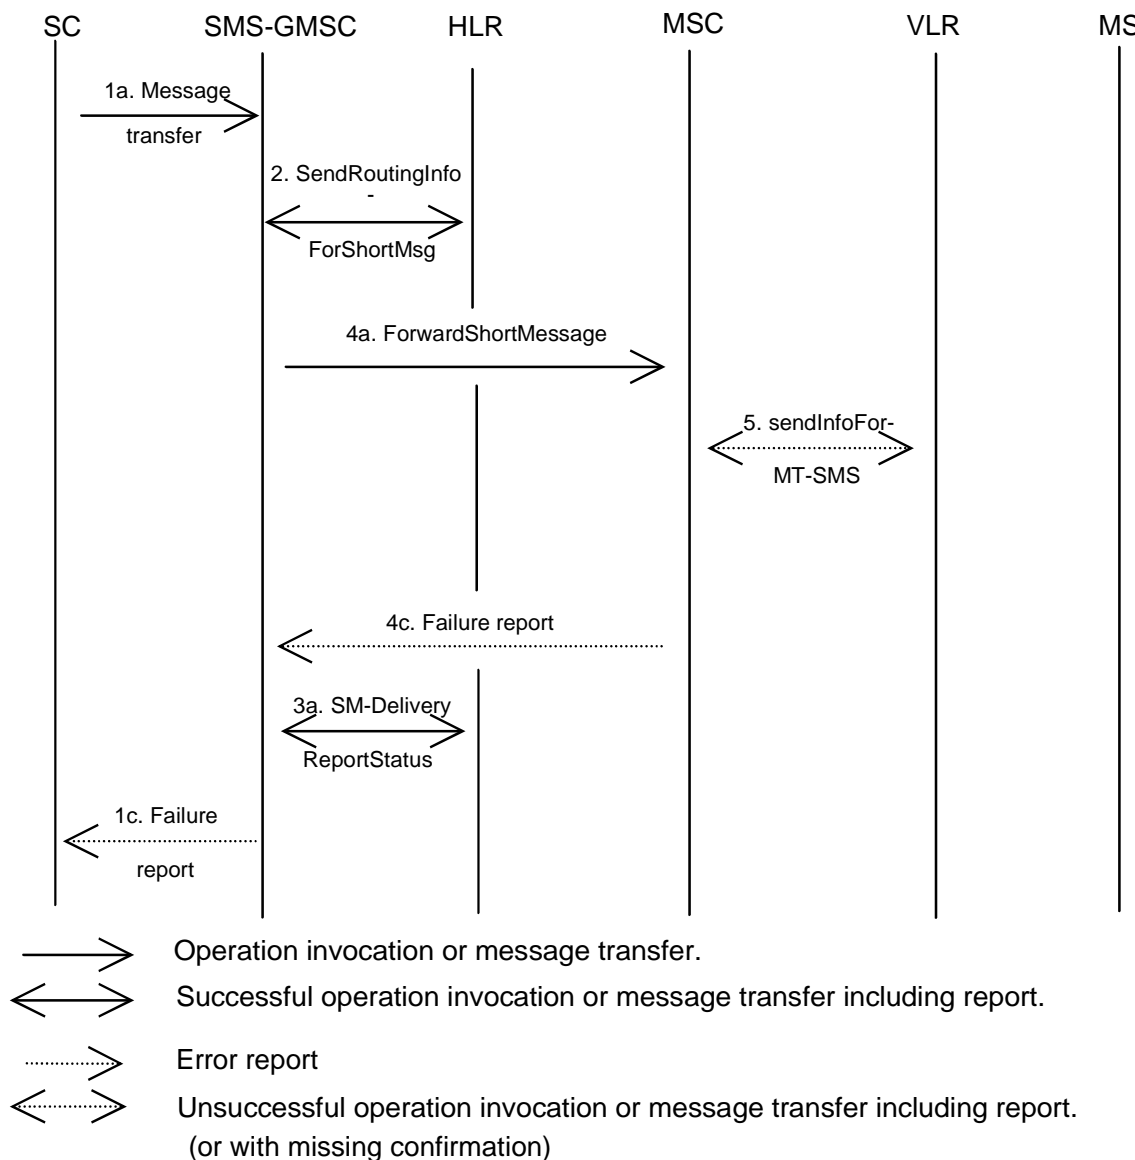 SC SMS-GMSC HLR MSC VLR MS
1a. Message
transfer
2. SendRoutingInfo
-
ForShortMsg
4a. ForwardShortMessage
5. sendInfoFor-
MT-SMS
4c. Failure report
3a. SM-Delivery
ReportStatus
1c. Failure
report
Operation invocation or message transfer.
Successful operation invocation or message transfer including report.
Error report
Unsuccessful operation invocation or message transfer including report.
(or with missing confirmation)